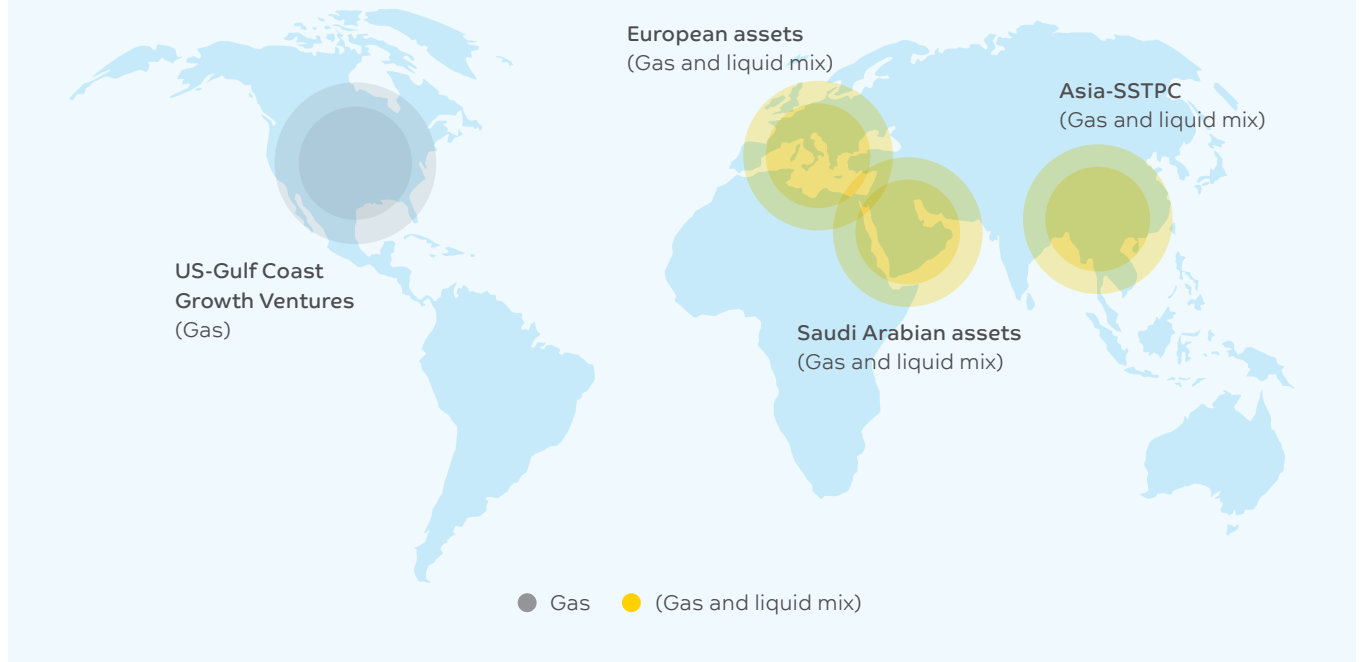 European assets
(Gas and liquid mix)
Asia-SSTPC
(Gas and liquid mix)
US-Gulf Coast
Growth Ventures
(Gas)
Saudi Arabian assets
(Gas and liquid mix)
Gas
(Gas and liquid mix)